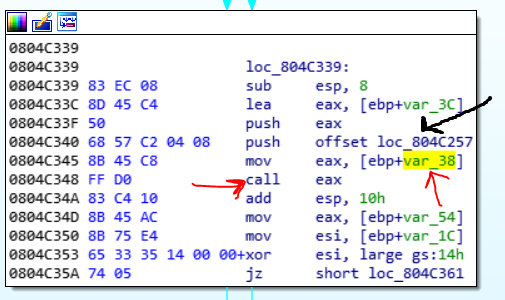 0804C339
0804C339 loc_804C339:
0804C339 83 EC 08 sub esp, 8
0804C33C 8D 45 C4 lea eax, [ebp+var_3C]
0804C33F 50 push eax
0804C340 68 57 C2 04 08 push offset loc_804C257
0804C345 8B 45 C8 mov eax, [ebp+var_38]
0804C348 FF D0 call eax
0804C34A 83 C4 10 add esp, 10h
0804C34D 8B 45 AC mov eax, [ebp+var_54]
0804C350 8B 75 E4 mov esi, [ebp+var_1C]
0804C353 65 33 35 14 00 00+xor esi, large gs:14h
0804C35A 74 05 jz short loc_804C361